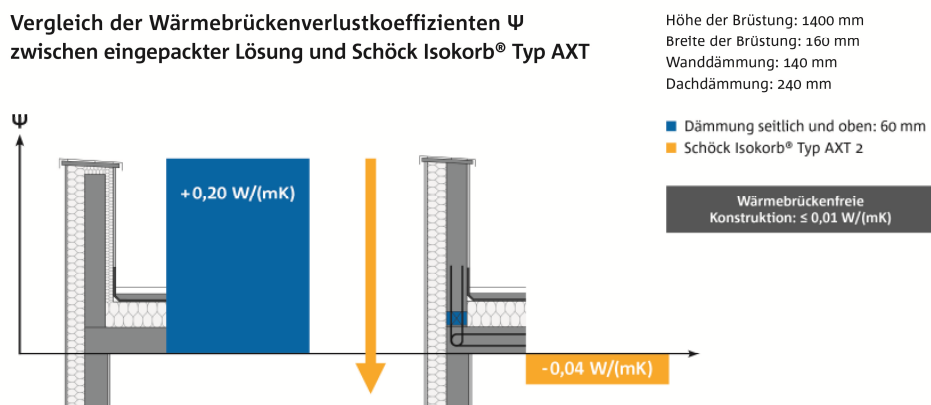 Vergleich der Wärmebrückenverlustkoeffizienten Ψ
zwischen eingepackter Lösung und Schöck Isokorb® Typ AXT
Höhe der Brüstung: 1400 mm
Breite der Brüstung: 160 mm
Wanddämmung: 140 mm
Dachdämmung: 240 mm
Ψ
Dämmung seitlich und oben: 60 mm
Schöck Isokorb® Typ AXT 2
+0,20 W/(mK)
Wärmebrückenfreie
Konstruktion: ≤ 0,01 W/(mK)
-0,04 W/(mK)